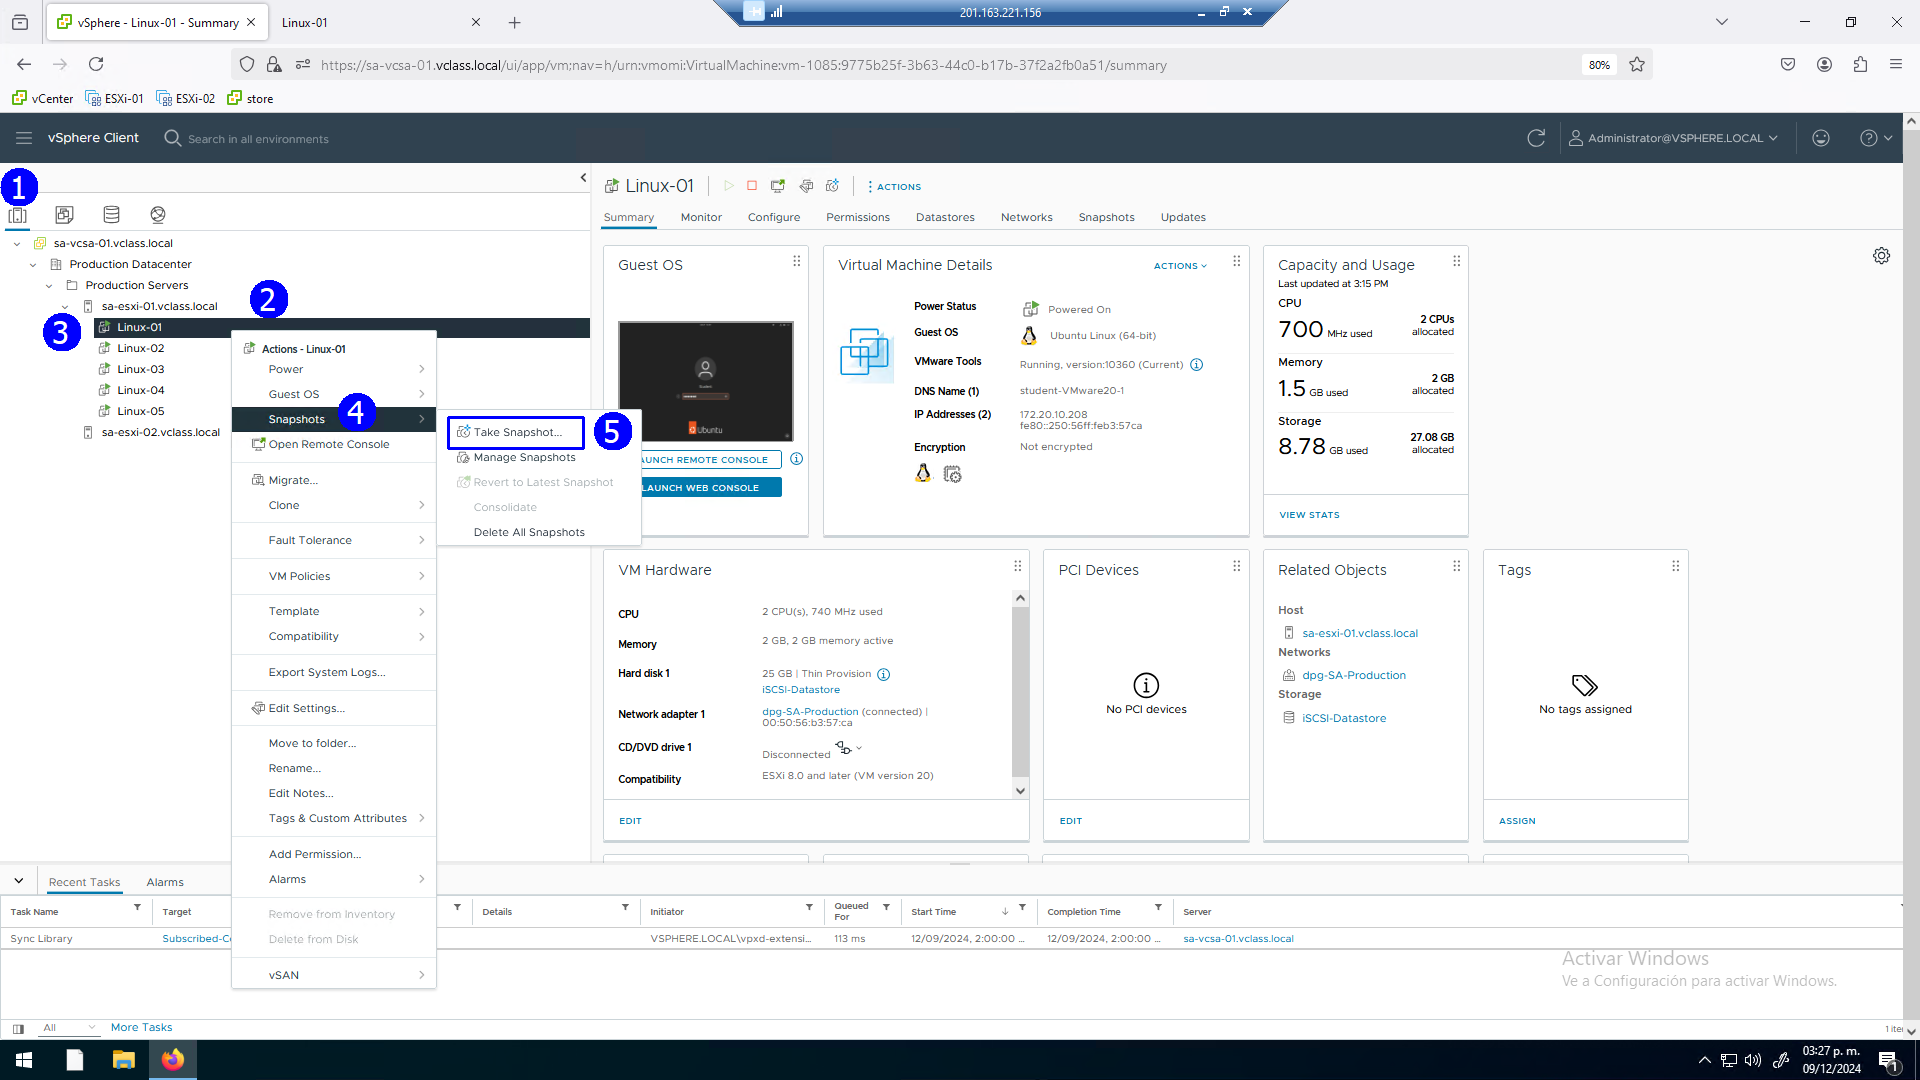 vSphere - Linux-01 - Summary
Linux-01
201.163.221.156
https://sa-vcsa-01.vclass.local/ui/app/vm;nav=h/urn:vmomi:VirtualMachine:vm-1085:9775b25f-3b63-44c0-b17b-37f2a2fb0a51/summary
80%
vCenter
ESXi-01
ESXi-02
store
vSphere Client
Search in all environments
Administrator@VSPHERE.LOCAL
1
sa-vcsa-01.vclass.local
Production Datacenter
Production Servers
sa-esxi-01.vclass.local
2
3
Linux-01
Linux-02
Linux-03
Linux-04
Linux-05
sa-esxi-02.vclass.local
Actions - Linux-01
Power
Guest OS
Snapshots
4
Open Remote Console
Migrate...
Clone
Fault Tolerance
VM Policies
Template
Compatibility
Export System Logs...
Edit Settings...
Move to folder...
Rename...
Edit Notes...
Tags & Custom Attributes
Add Permission...
Alarms
Remove from Inventory
Delete from Disk
vSAN
Take Snapshot...
5
Manage Snapshots
Revert to Latest Snapshot
Consolidate
Delete All Snapshots
Linux-01
ACTIONS
Summary
Monitor
Configure
Permissions
Datastores
Networks
Snapshots
Updates
Guest OS
Ubuntu
AUNCH REMOTE CONSOLE
LAUNCH WEB CONSOLE
Virtual Machine Details
ACTIONS
Power Status
Powered On
Guest OS
Ubuntu Linux (64-bit)
VMware Tools
Running, version:10360 (Current)
DNS Name (1)
student-VMware20-1
IP Addresses (2)
172.20.10.208
fe80::250:56ff:feb3:57ca
Encryption
Not encrypted
Capacity and Usage
Last updated at 3:15 PM
CPU
700 MHz used
2 CPUs
allocated
Memory
1.5 GB used
2 GB
allocated
Storage
8.78 GB used
27.08 GB
allocated
VIEW STATS
VM Hardware
CPU
2 CPU(s), 740 MHz used
Memory
2 GB, 2 GB memory active
Hard disk 1
25 GB | Thin Provision
iSCSI-Datastore
Network adapter 1
dpg-SA-Production (connected) |
00:50:56:b3:57:ca
CD/DVD drive 1
Disconnected
Compatibility
ESXi 8.0 and later (VM version 20)
EDIT
PCI Devices
No PCI devices
EDIT
Related Objects
Host
sa-esxi-01.vclass.local
Networks
dpg-SA-Production
Storage
iSCSI-Datastore
Tags
No tags assigned
ASSIGN
Recent Tasks
Alarms
Task Name
Target
Details
Initiator
Queued
For
Start Time
Completion Time
Server
Sync Library
Subscribed-Co
VSPHERE.LOCAL\vpxd-extensi...
113 ms
12/09/2024, 2:00:00 ...
12/09/2024, 2:00:00 ...
sa-vcsa-01.vclass.local
Activar Windows
Ve a Configuración para activar Windows.
All
More Tasks
1 ite
03:27 p. m.
09/12/2024
1